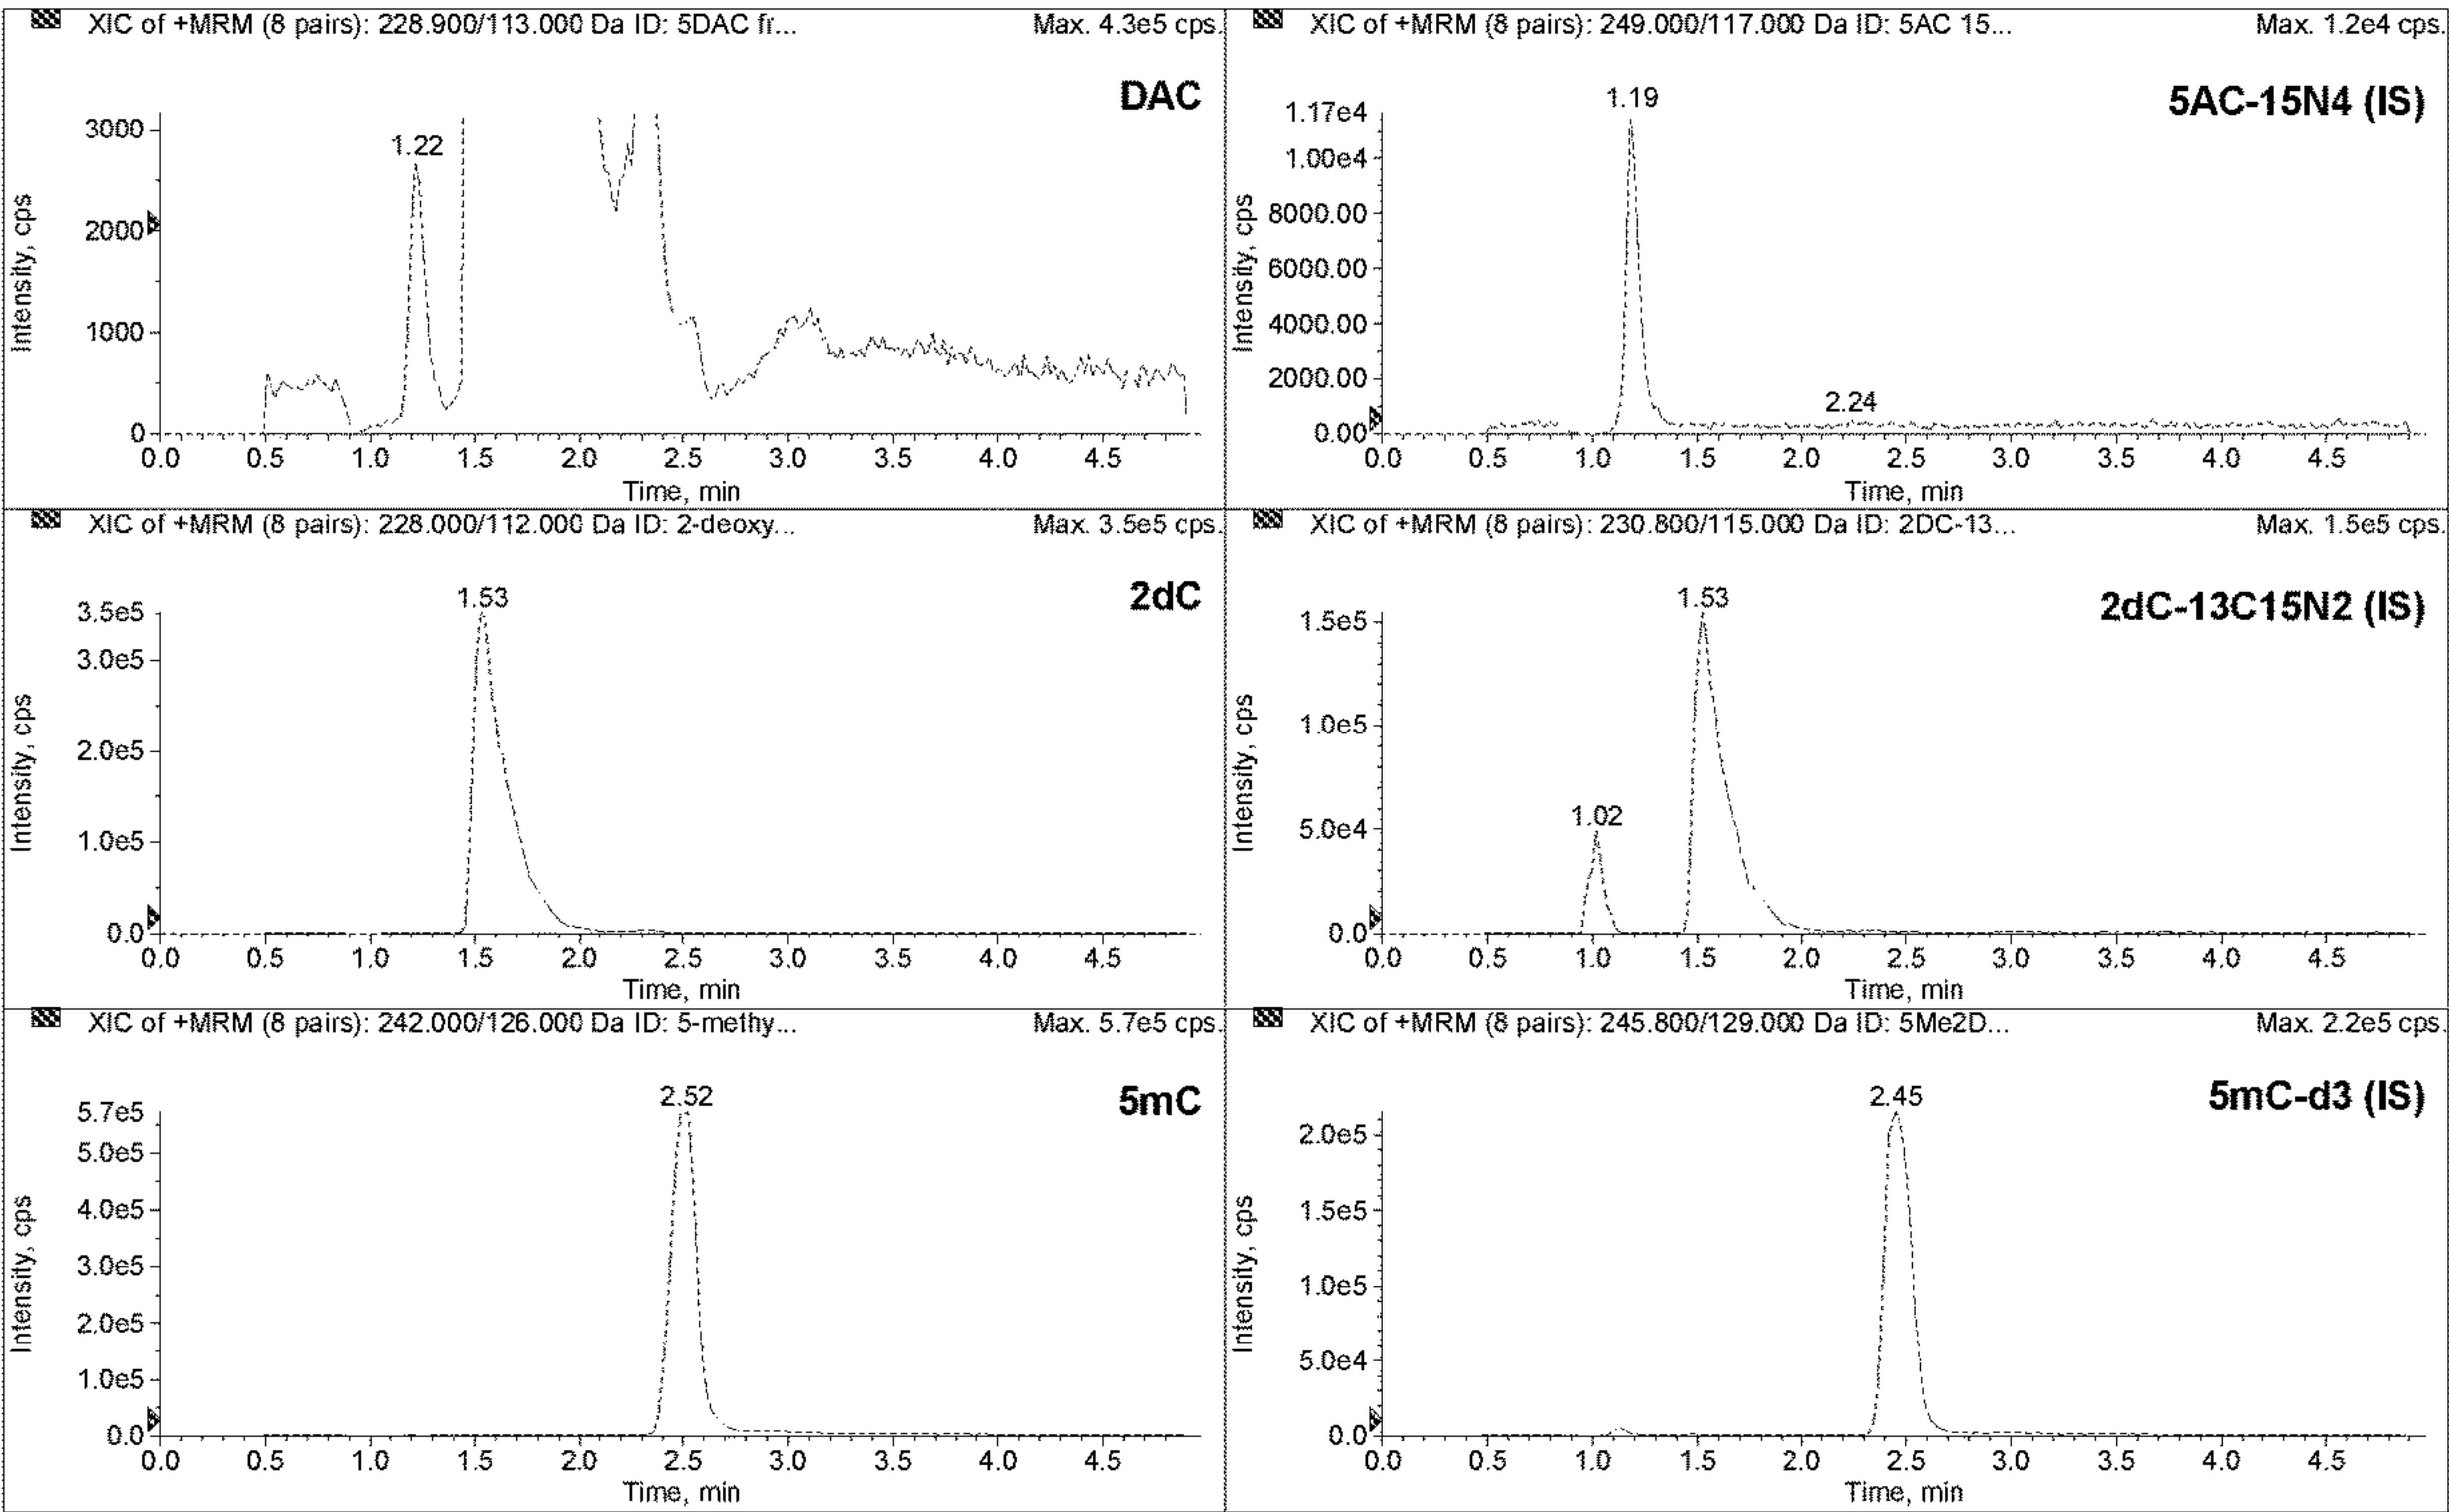 XIC of +MRM (8 pairs): 228.900/113.000 Da ID: 5DAC fr... Max. 4.3e5 cps.
DAC
1.22
3000
2000
1000
0
Intensity, cps
0.0 0.5 1.0 1.5 2.0 2.5 3.0 3.5 4.0 4.5
Time, min
XIC of +MRM (8 pairs): 249.000/117.000 Da ID: 5AC 15... Max. 1.2e4 cps.
5AC-15N4 (IS)
1.19
1.17e4
1.00e4
8000.00
6000.00
4000.00
2000.00
0.00
2.24
Intensity, cps
0.0 0.5 1.0 1.5 2.0 2.5 3.0 3.5 4.0 4.5
Time, min
XIC of +MRM (8 pairs): 228.000/112.000 Da ID: 2-deoxy... Max. 3.5e5 cps.
2dC
1.53
3.5e5
3.0e5
2.0e5
1.0e5
0.0
Intensity, cps
0.0 0.5 1.0 1.5 2.0 2.5 3.0 3.5 4.0 4.5
Time, min
XIC of +MRM (8 pairs): 230.800/115.000 Da ID: 2DC-13... Max. 1.5e5 cps.
2dC-13C15N2 (IS)
1.53
1.02
1.5e5
1.0e5
5.0e4
0.0
Intensity, cps
0.0 0.5 1.0 1.5 2.0 2.5 3.0 3.5 4.0 4.5
Time, min
XIC of +MRM (8 pairs): 242.000/126.000 Da ID: 5-methy... Max. 5.7e5 cps.
5mC
2.52
5.7e5
5.0e5
4.0e5
3.0e5
2.0e5
1.0e5
0.0
Intensity, cps
0.0 0.5 1.0 1.5 2.0 2.5 3.0 3.5 4.0 4.5
Time, min
XIC of +MRM (8 pairs): 245.800/129.000 Da ID: 5Me2D... Max. 2.2e5 cps.
5mC-d3 (IS)
2.45
2.0e5
1.5e5
1.0e5
5.0e4
0.0
Intensity, cps
0.0 0.5 1.0 1.5 2.0 2.5 3.0 3.5 4.0 4.5
Time, min